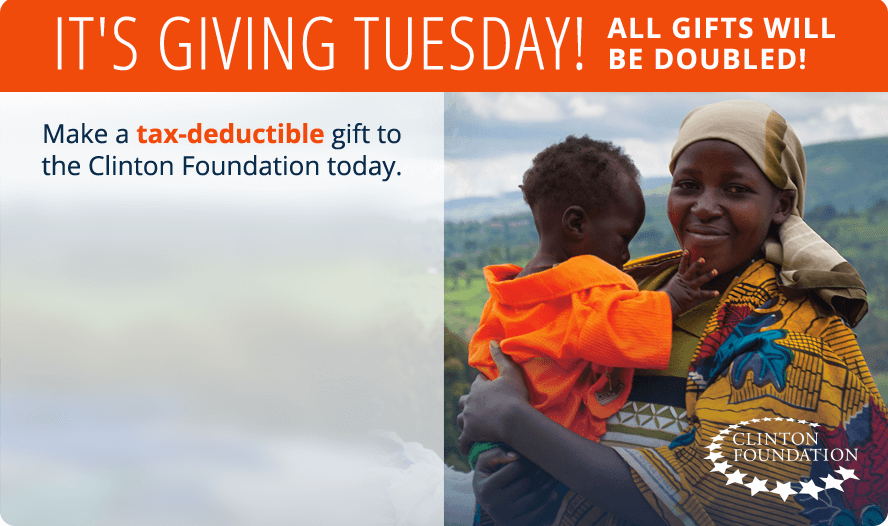 IT'S GIVING TUESDAY!
ALL GIFTS WILL
BE DOUBLED!
Make a tax-deductible gift to
the Clinton Foundation today.
CLINTON
FOUNDATION